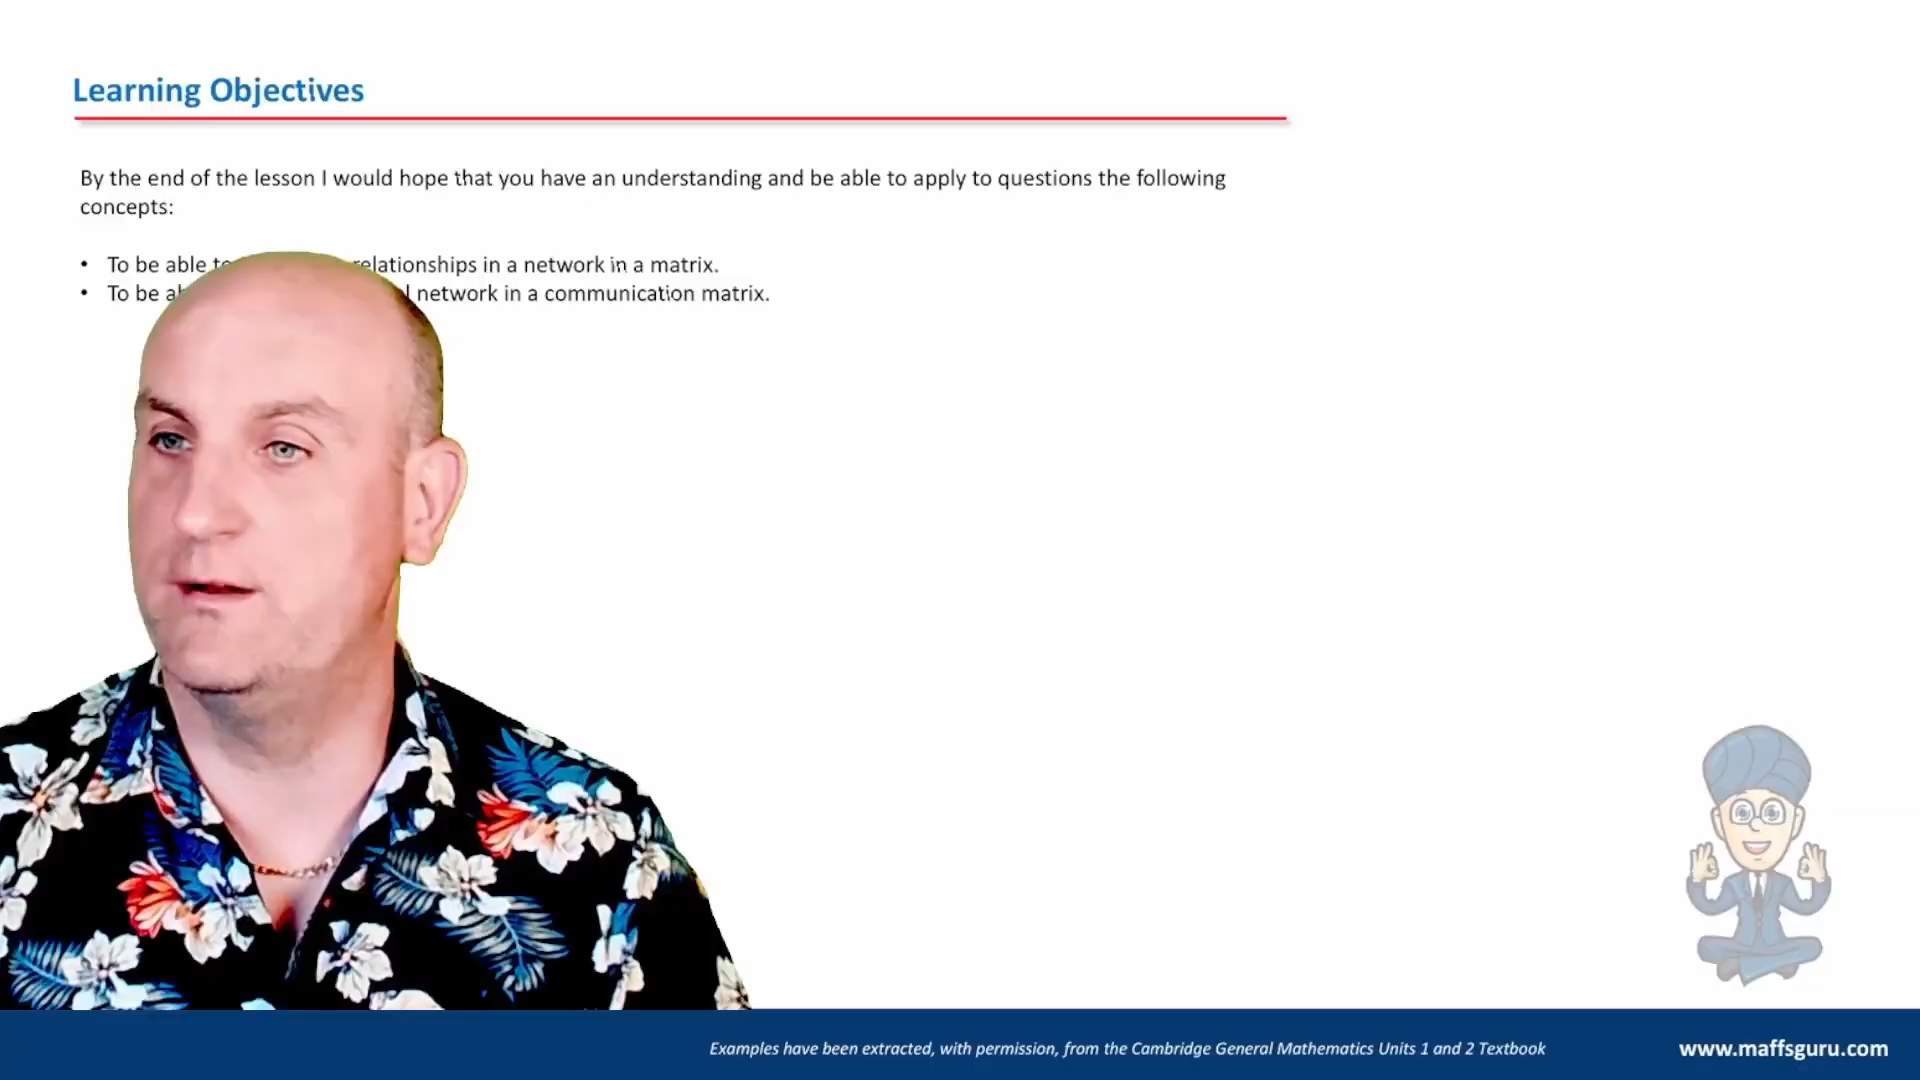 Learning Objectives
By the end of the lesson I would hope that you have an understanding and be able to apply to questions the following
concepts:
• To be able relationships in a network in a matrix.
• To be network in a communication matrix.
Examples have been extracted, with permission, from the Cambridge General Mathematics Units 1 and 2 Textbook
www.maffsguru.com